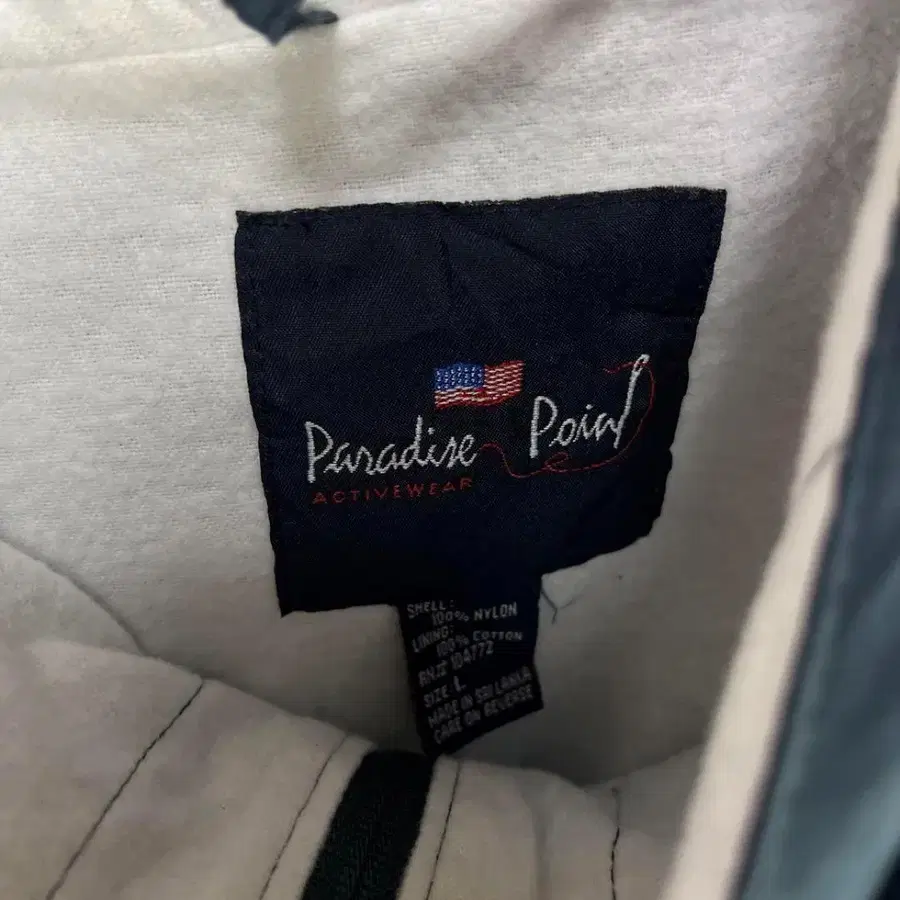 Paradise Point
ACTIVEWEAR
SHELL:
100% NYLON
LINING:
100% COTTON
RN# 104772
SIZE L
MADE IN SRI LANKA
CARE ON REVERSE